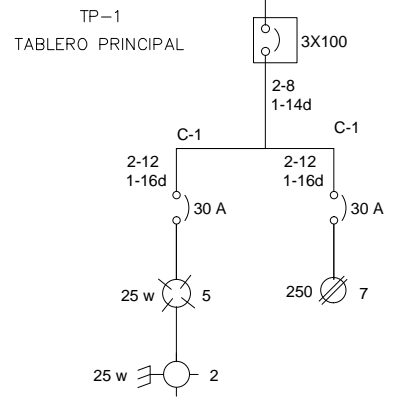 TP-1
TABLERO PRINCIPAL
3X100
2-8
1-14d
C-1
C-1
2-12
1-16d
2-12
1-16d
30 A
30 A
25 w
5
250
7
25 w
2